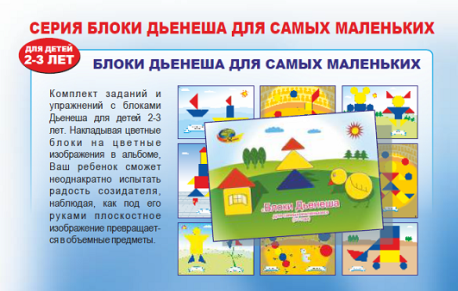 СЕРИЯ БЛОКИ ДЬЕНЕША ДЛЯ САМЫХ МАЛЕНЬКИХ
ДЛЯ ДЕТЕЙ
2-3 ЛЕТ
БЛОКИ ДЬЕНЕША ДЛЯ САМЫХ МАЛЕНЬКИХ
Комплект заданий и
упражнений с блоками
Дьенеша для детей 2-3
лет. Накладывая цветные
блоки на цветные
изображения в альбоме,
Ваш ребенок сможет
неоднократно испытать
радость созидателя,
наблюдая, как под его
руками плоскостное
изображение превращает-
ся в объемные предметы.
Блоки Дьенеша